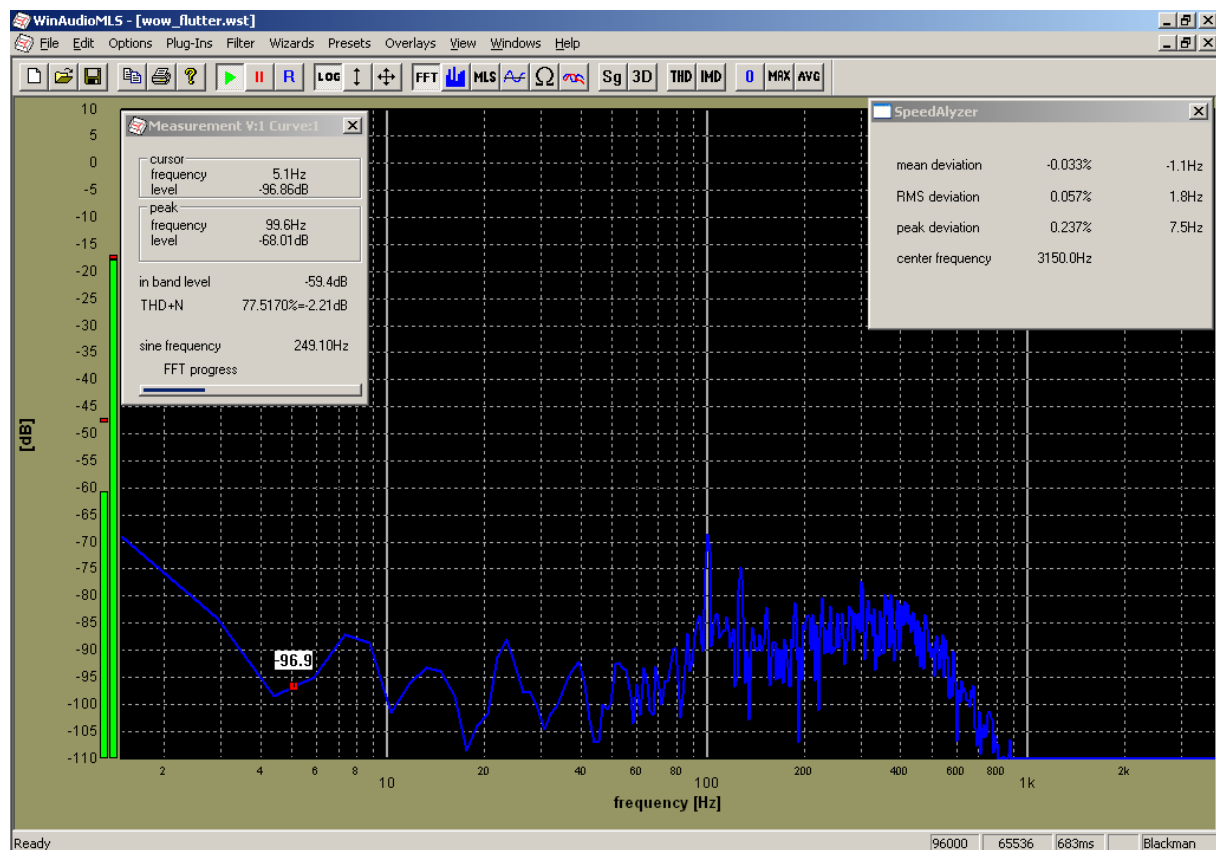 WinAudioMLS - [wow_flutter.wst]
File Edit Options Plug-Ins Filter Wizards Presets Overlays View Windows Help
R LOG FFT MLS Ω Sg 3D THD IMD 0 MAX AVG
Measurement V:1 Curve:1
cursor
frequency 5.1Hz
level -96.86dB
peak
frequency 99.6Hz
level -68.01dB
in band level -59.4dB
THD+N 77.5170%=-2.21dB
sine frequency 249.10Hz
FFT progress
SpeedAlyzer
mean deviation -0.033% -1.1Hz
RMS deviation 0.057% 1.8Hz
peak deviation 0.237% 7.5Hz
center frequency 3150.0Hz
10
5
0
-5
-10
-15
-20
-25
-30
-35
-40
-45
-50
-55
-60
-65
-70
-75
-80
-85
-90
-95
-100
-105
-110
[dB]
-96.9
2 4 6 8 10 20 40 60 80 100 200 400 600 800 1k 2k
frequency [Hz]
Ready 96000 65536 683ms Blackman